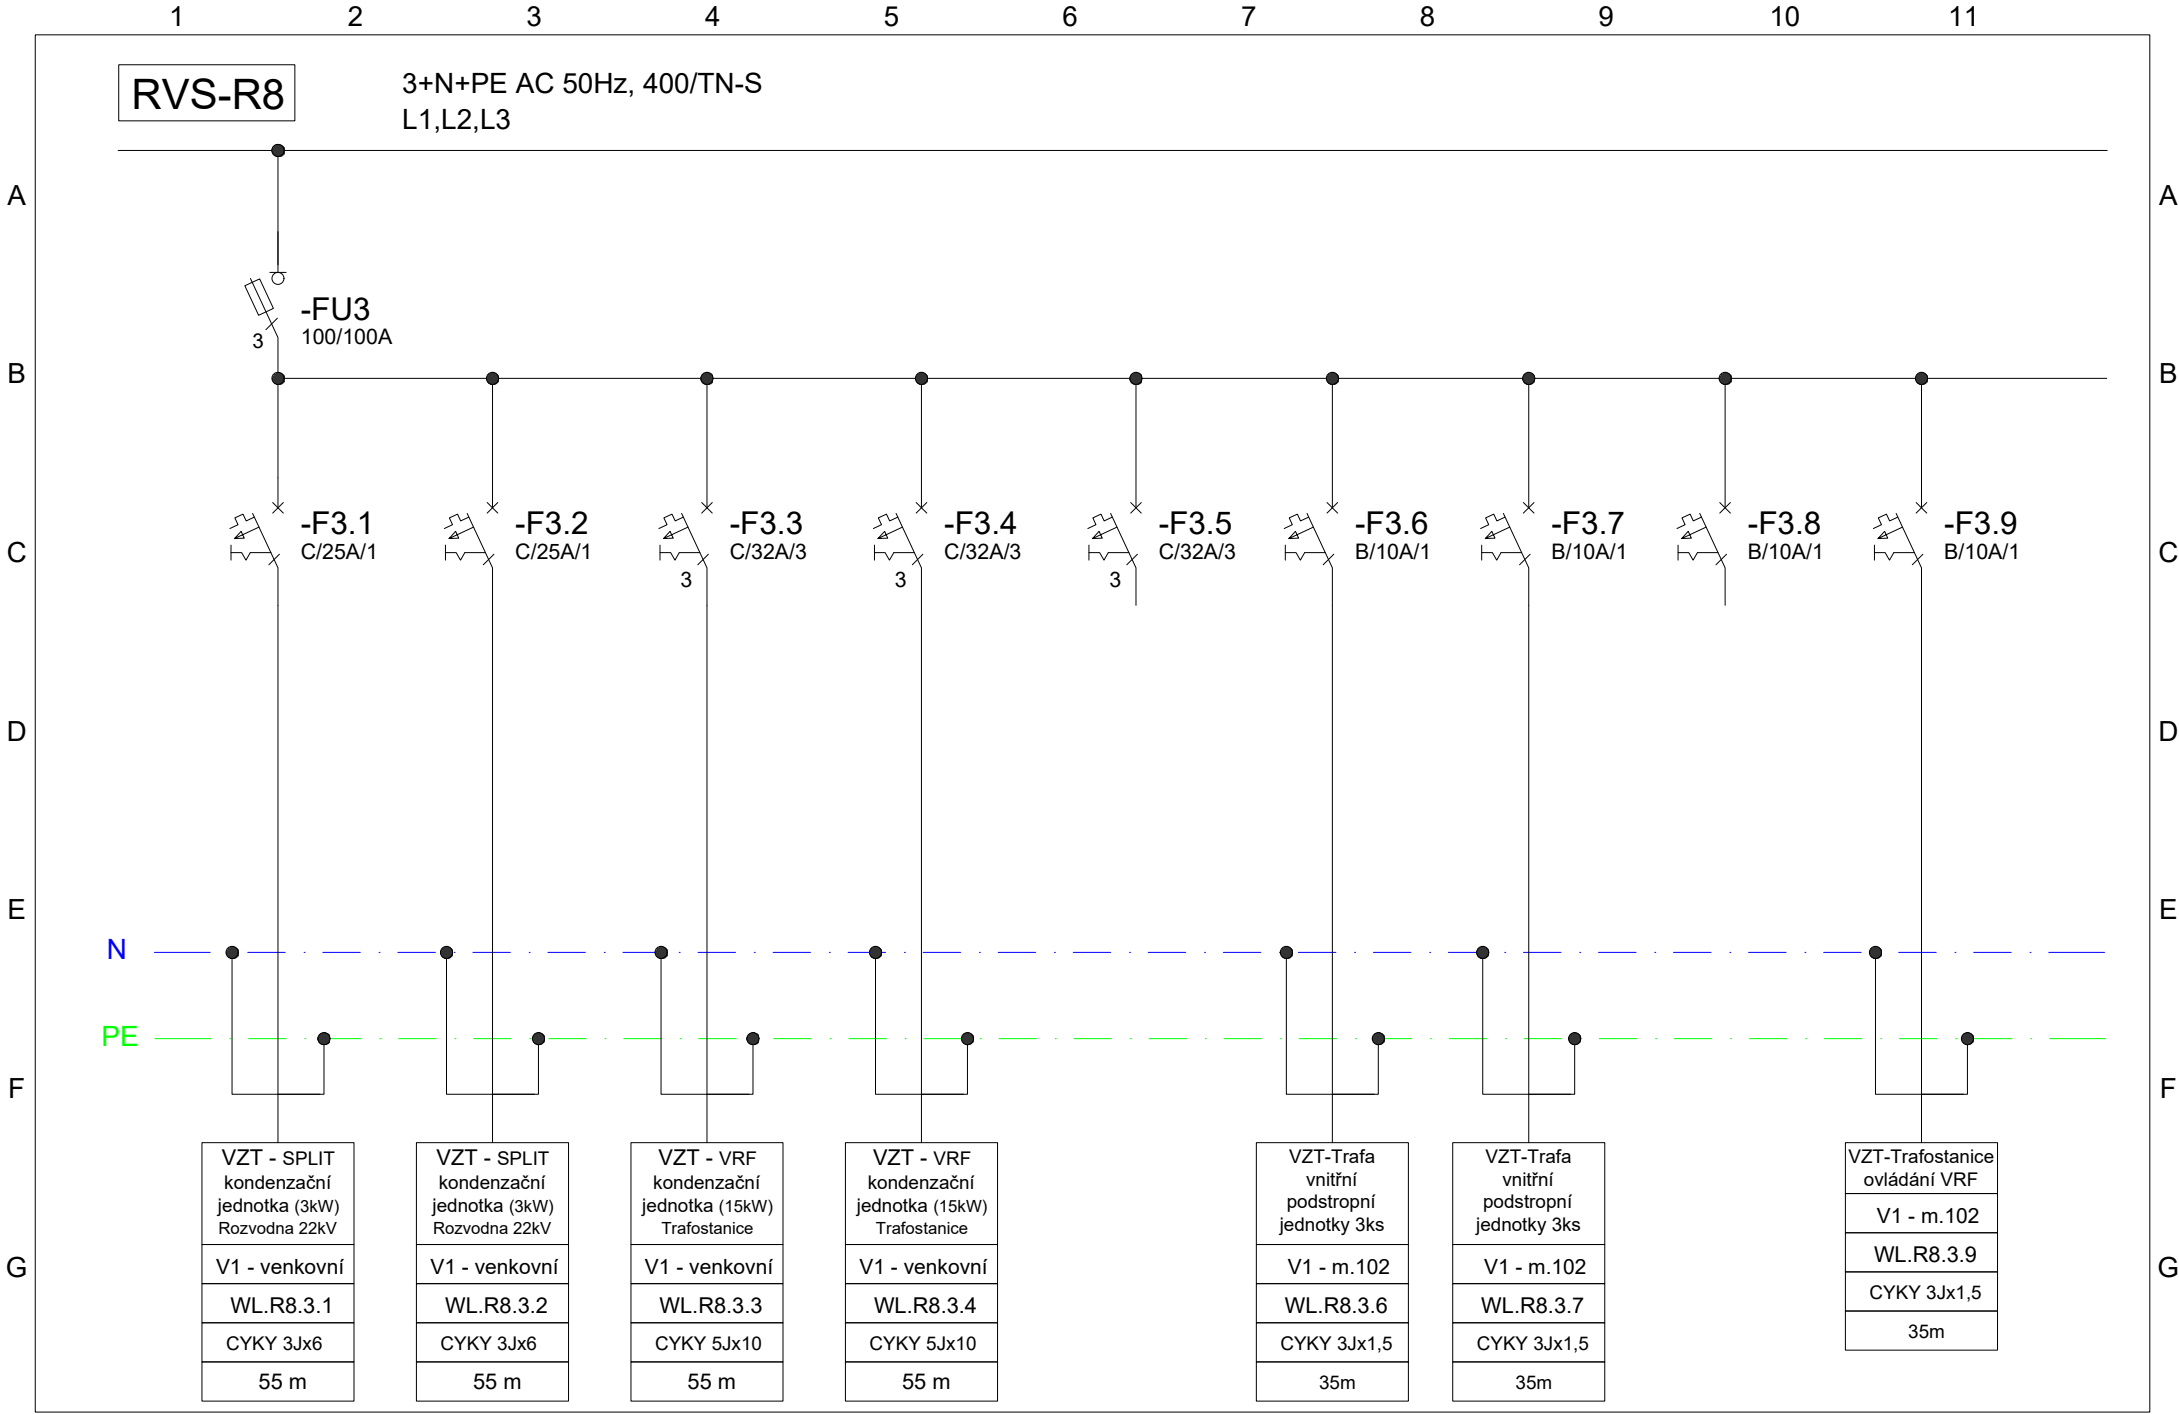 1 2 3 4 5 6 7 8 9 10 11
RVS-R8
3+N+PE AC 50Hz, 400/TN-S
L1,L2,L3
A A
-FU3
100/100A
3
B B
-F3.1 -F3.2 -F3.3 -F3.4 -F3.5 -F3.6 -F3.7 -F3.8 -F3.9
C/25A/1 C/25A/1 C/32A/3 C/32A/3 C/32A/3 B/10A/1 B/10A/1 B/10A/1 B/10A/1
C C
3 3 3
D D
E E
N
PE
F F
G G
VZT - SPLIT
kondenzační
jednotka (3kW)
Rozvodna 22kV
V1 - venkovní
WL.R8.3.1
CYKY 3Jx6
55 m
VZT - SPLIT
kondenzační
jednotka (3kW)
Rozvodna 22kV
V1 - venkovní
WL.R8.3.2
CYKY 3Jx6
55 m
VZT - VRF
kondenzační
jednotka (15kW)
Trafostanice
V1 - venkovní
WL.R8.3.3
CYKY 5Jx10
55 m
VZT - VRF
kondenzační
jednotka (15kW)
Trafostanice
V1 - venkovní
WL.R8.3.4
CYKY 5Jx10
55 m
VZT-Trafa
vnitřní
podstropní
jednotky 3ks
V1 - m.102
WL.R8.3.6
CYKY 3Jx1,5
35m
VZT-Trafa
vnitřní
podstropní
jednotky 3ks
V1 - m.102
WL.R8.3.7
CYKY 3Jx1,5
35m
VZT-Trafostanice
ovládání VRF
V1 - m.102
WL.R8.3.9
CYKY 3Jx1,5
35m